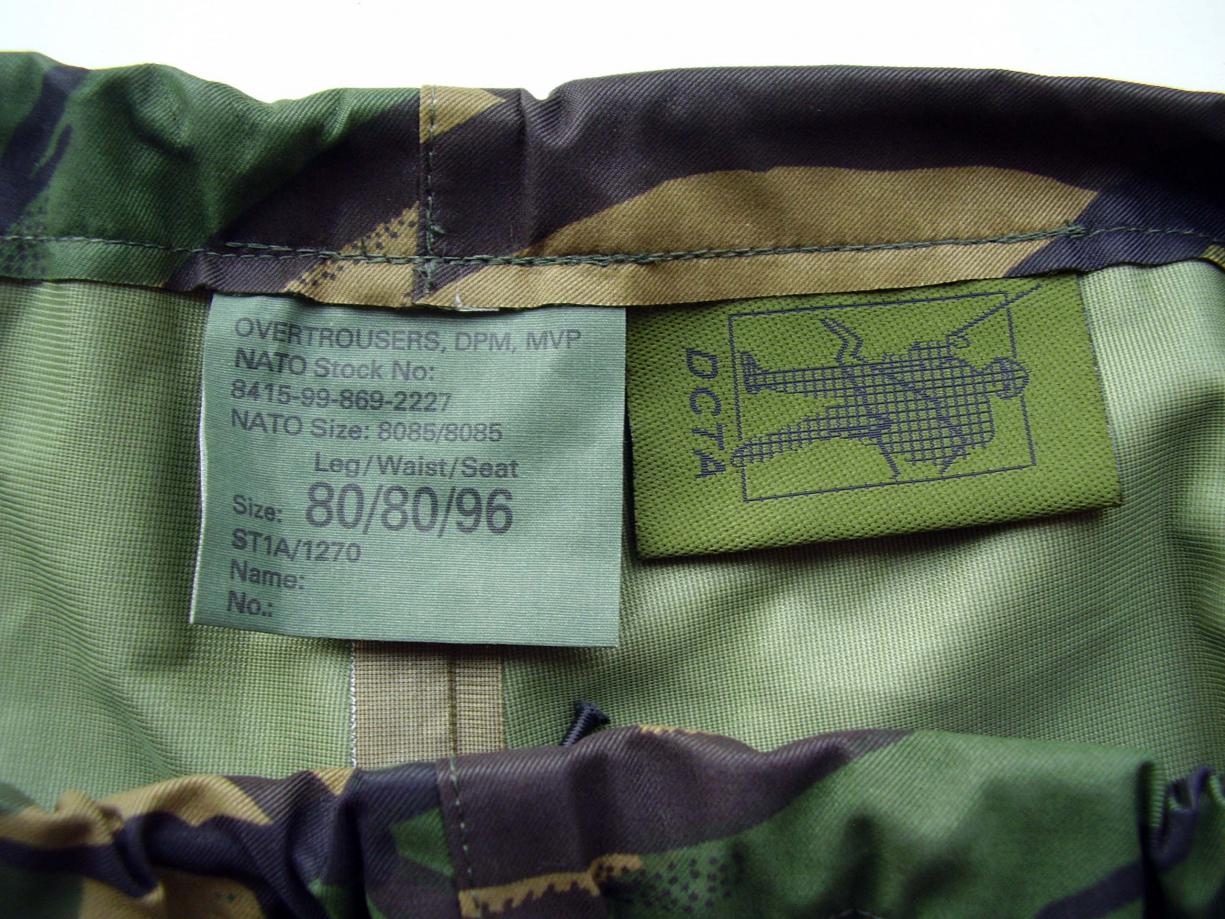 OVERTROUSERS, DPM, MVP
NATO Stock No:
8415-99-869-2227
NATO Size: 8085/8085
Leg/Waist/Seat
Size: 80/80/96
ST1A/1270
Name:
No.:
DCTA